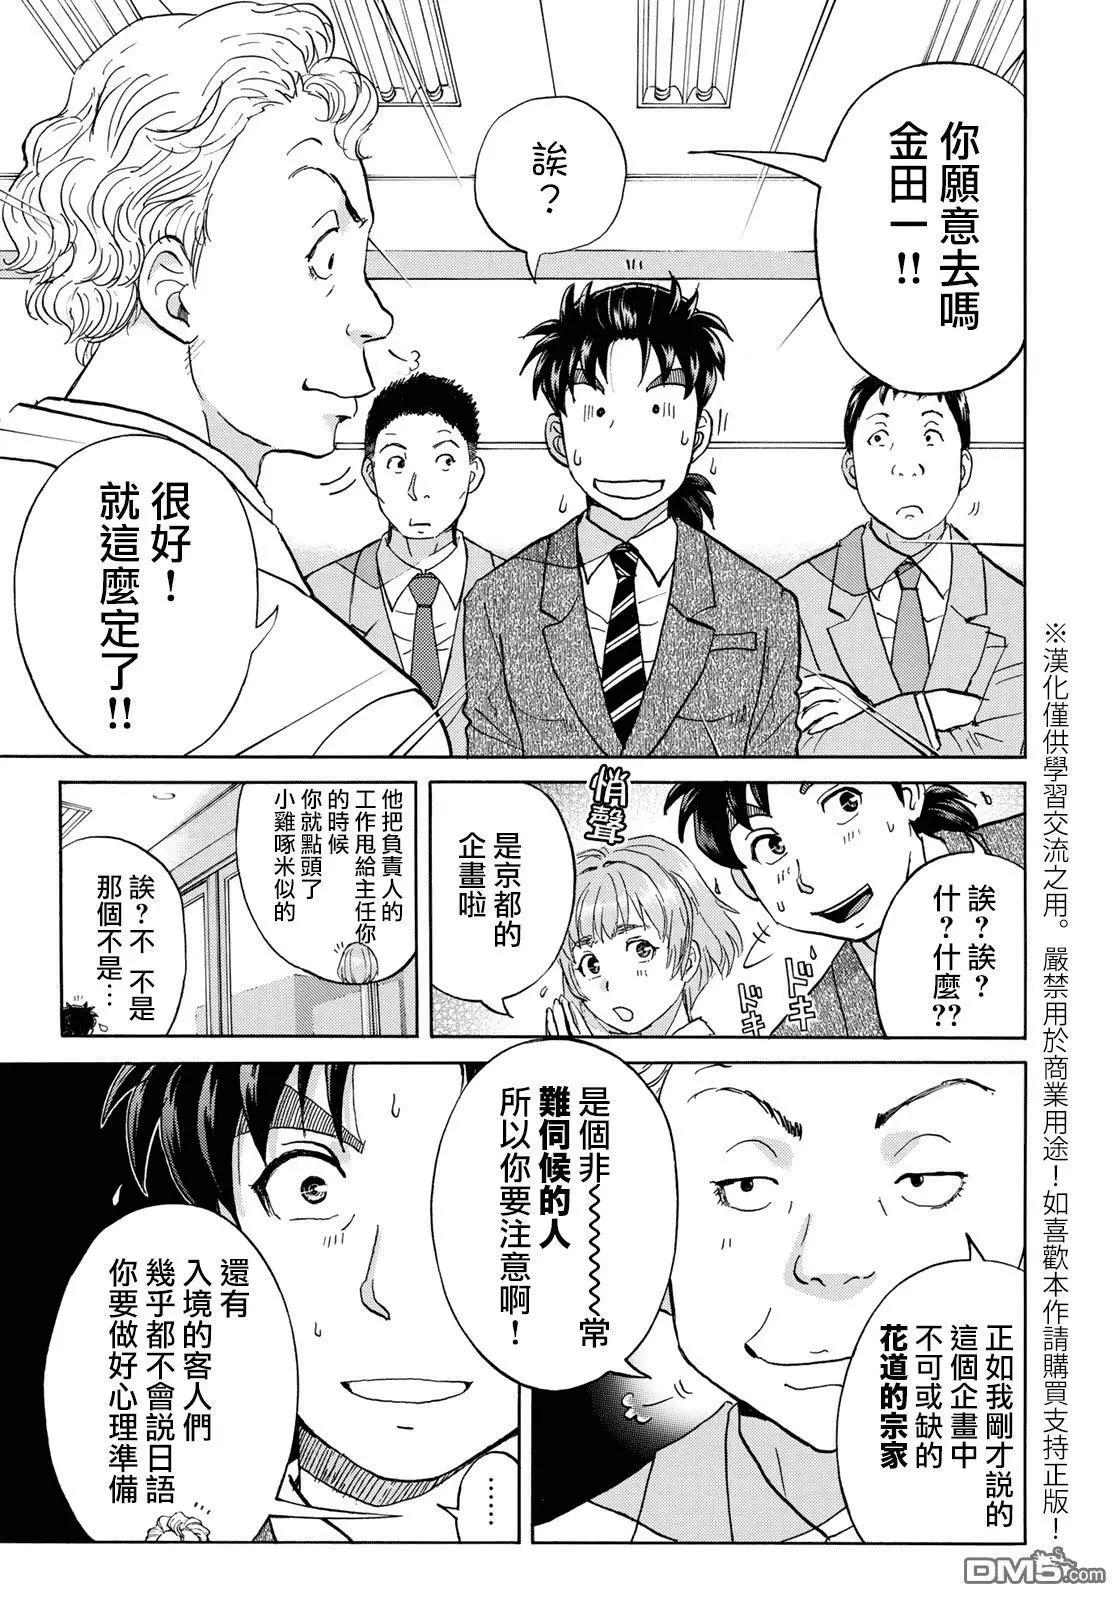 你願意去嗎
金田一!!
誒？
很好！
就這麼定了!!
誒？誒？
什？什麼??
ドキ
ドキ
悄聲
是京都的
企畫啦
他把負責人的
工作甩給主任你
的時候
你就點頭了
小雞啄米似的
誒？不 不是
那個不是…
正如我剛才說的
這個企畫中
不可或缺的
花道的宗家
是個非～～～～常
難伺候的人
所以你要注意啊！
……
還有
入境的客人們
幾乎都不會說日語
你要做好心理準備
※漢化僅供學習交流之用。嚴禁用於商業用途！如喜歡本作請購買支持正版！
DM5.com